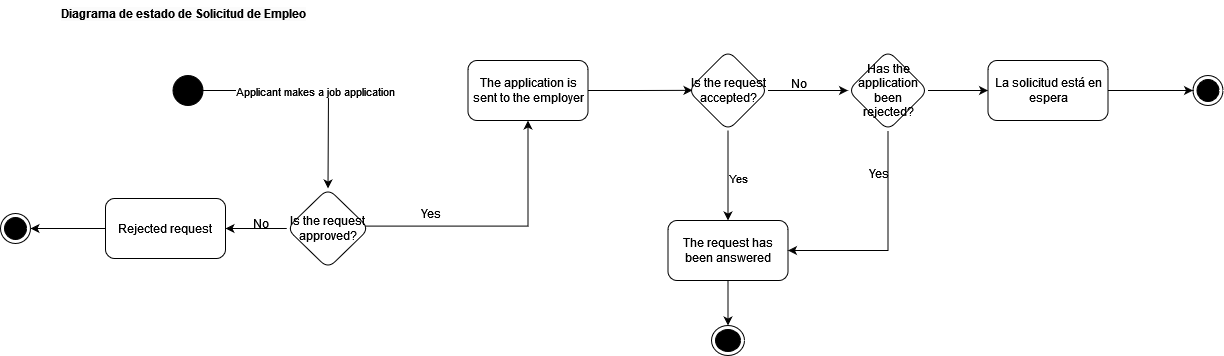 Diagrama de estado de Solicitud de Empleo
Applicant makes a job application
The application is
sent to the employer
Is the request
accepted?
No
Has the
application
been
rejected?
La solicitud está en
espera
Yes
Yes
Rejected request
No
Is the request
approved?
Yes
The request has
been answered